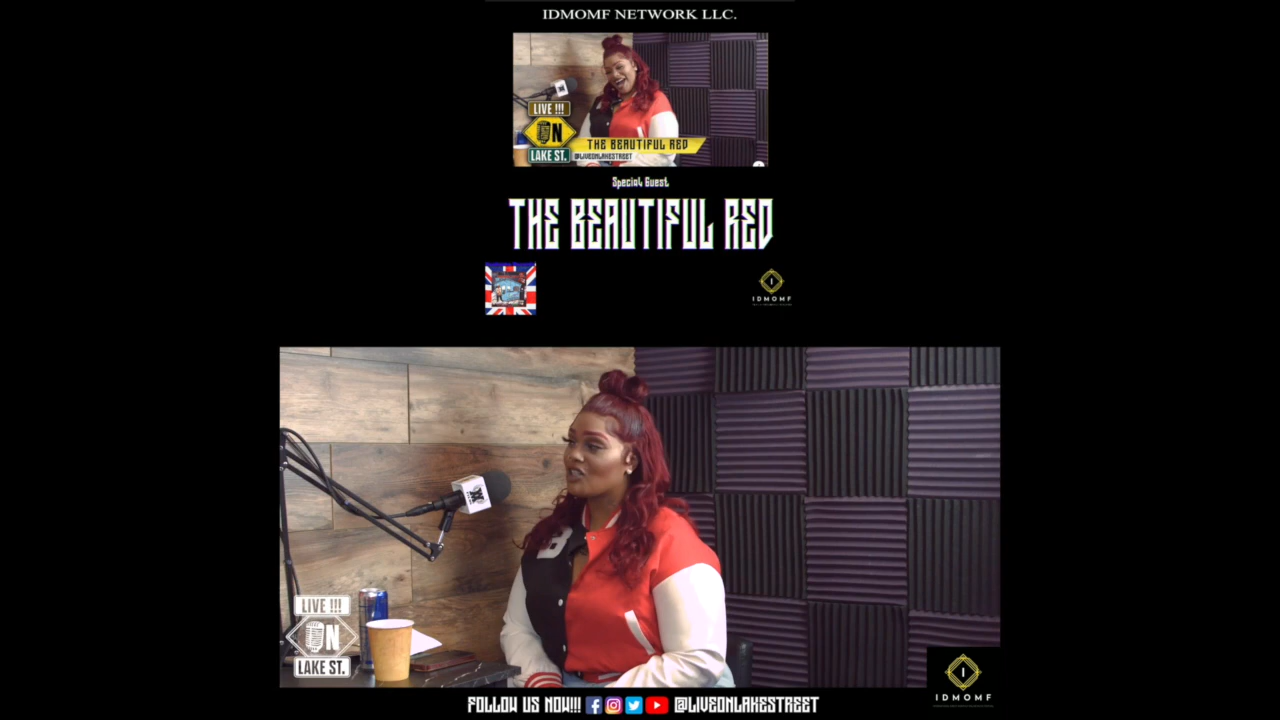 IDMOMF NETWORK LLC.
LIVE !!!
ON
LAKE ST.
THE BEAUTIFUL RED
@LIVEONLAKESTREET
Special Guest
THE BEAUTIFUL RED
I
IDMOMF
B
LIVE !!!
ON
LAKE ST.
I
IDMOMF
FOLLOW US NOW!!! @LIVEONLAKESTREET